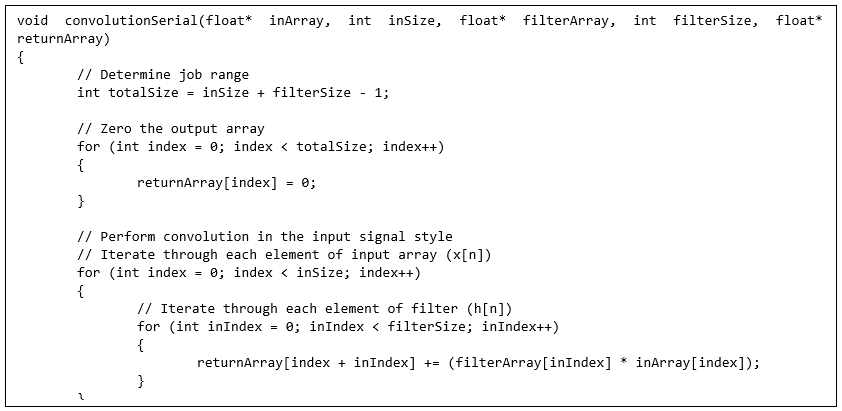 void convolutionSerial(float* inArray, int inSize, float* filterArray, int filterSize, float*
returnArray)
{
// Determine job range
int totalSize = inSize + filterSize - 1;
// Zero the output array
for (int index = 0; index < totalSize; index++)
{
returnArray[index] = 0;
}
// Perform convolution in the input signal style
// Iterate through each element of input array (x[n])
for (int index = 0; index < inSize; index++)
{
// Iterate through each element of filter (h[n])
for (int inIndex = 0; inIndex < filterSize; inIndex++)
{
returnArray[index + inIndex] += (filterArray[inIndex] * inArray[index]);
}
}